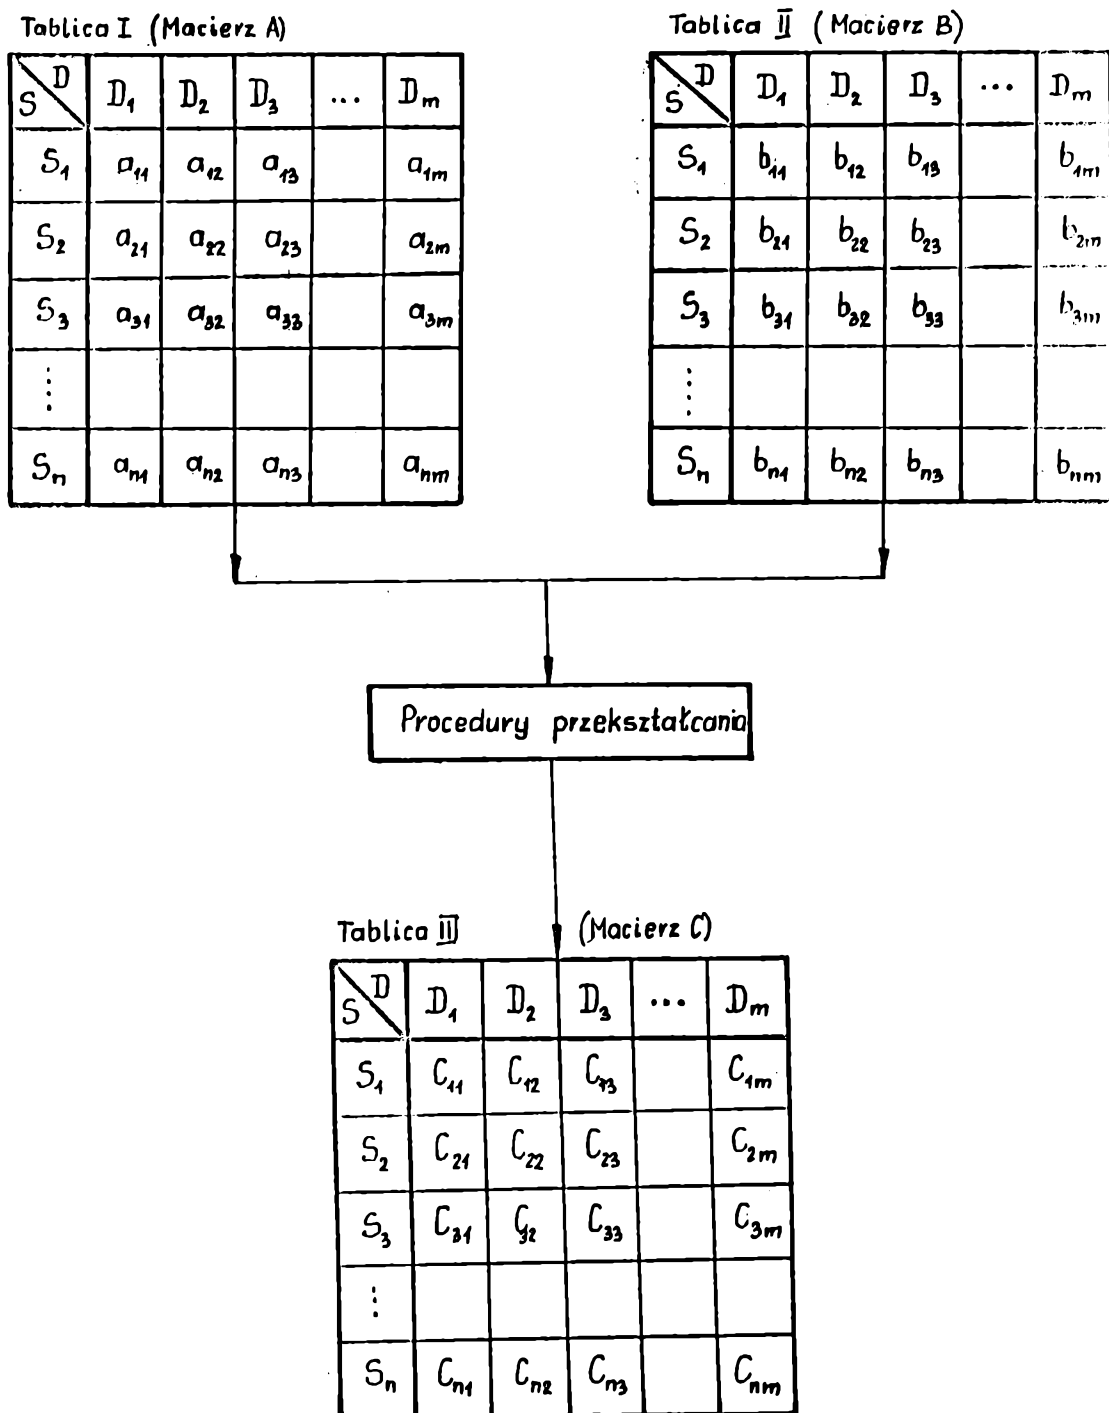 Tablica I (Macierz A)
S D D₁ D₂ D₃ ... Dₘ
S₁ a₁₁ a₁₂ a₁₃ a₁ₘ
S₂ a₂₁ a₂₂ a₂₃ a₂ₘ
S₃ a₃₁ a₃₂ a₃₃ a₃ₘ
⋮
Sₙ aₙ₁ aₙ₂ aₙ₃ aₙₘ
Tablica II (Macierz B)
S D D₁ D₂ D₃ ... Dₘ
S₁ b₁₁ b₁₂ b₁₃ b₁ₘ
S₂ b₂₁ b₂₂ b₂₃ b₂ₘ
S₃ b₃₁ b₃₂ b₃₃ b₃ₘ
⋮
Sₙ bₙ₁ bₙ₂ bₙ₃ bₙₘ
Procedury przekształcania
Tablica III (Macierz C)
S D D₁ D₂ D₃ ... Dₘ
S₁ C₁₁ C₁₂ C₁₃ C₁ₘ
S₂ C₂₁ C₂₂ C₂₃ C₂ₘ
S₃ C₃₁ C₃₂ C₃₃ C₃ₘ
⋮
Sₙ Cₙ₁ Cₙ₂ Cₙ₃ Cₙₘ